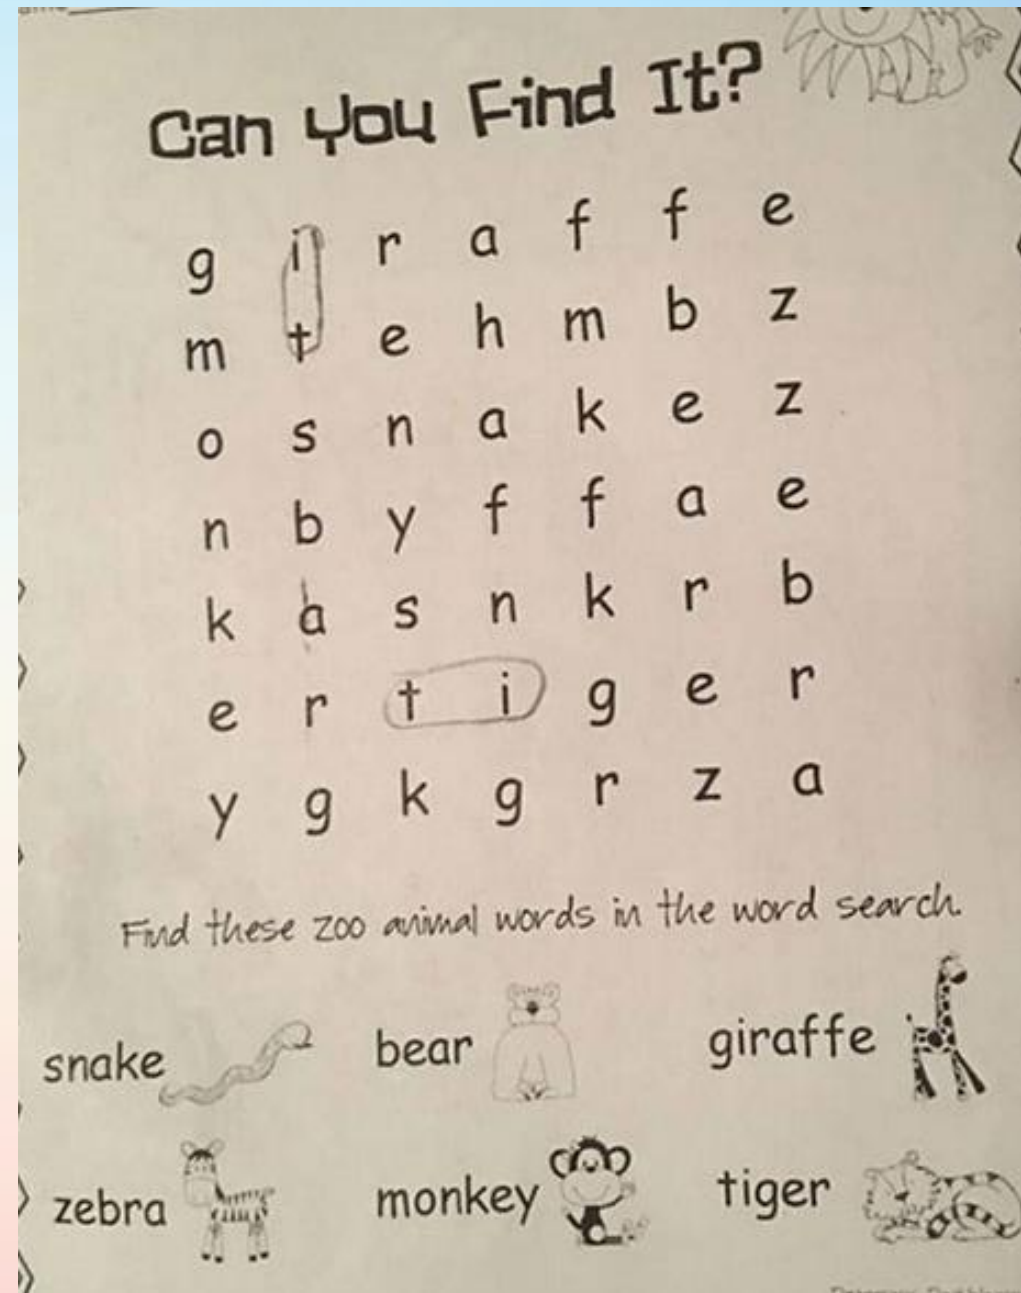 Can You Find It?
g i r a f f e
m t e h m b z
o s n a k e z
n b y f f a e
k a s n k r b
e r t i g e r
y g k g r z a
Find these zoo animal words in the word search.
snake bear giraffe
zebra monkey tiger